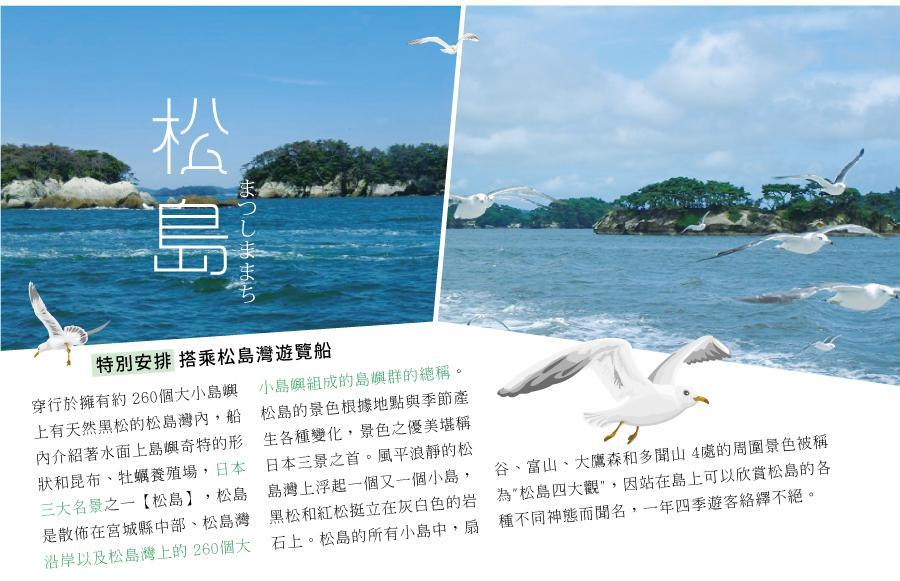 松島
まつしままち
特別安排 搭乘松島灣遊覽船
穿行於擁有約 260個大小島嶼
上有天然黑松的松島灣內，船
內介紹著水面上島嶼奇特的形
狀和昆布、牡蠣養殖場，日本
三大名景之一【松島】，松島
是散佈在宮城縣中部、松島灣
沿岸以及松島灣上的 260個大
小島嶼組成的島嶼群的總稱。
松島的景色根據地點與季節產
生各種變化，景色之優美堪稱
日本三景之首。風平浪靜的松
島灣上浮起一個又一個小島，
黑松和紅松挺立在灰白色的岩
石上。松島的所有小島中，扇
谷、富山、大鷹森和多聞山 4處的周圍景色被稱
為"松島四大觀"，因站在島上可以欣賞松島的各
種不同神態而聞名，一年四季遊客絡繹不絕。